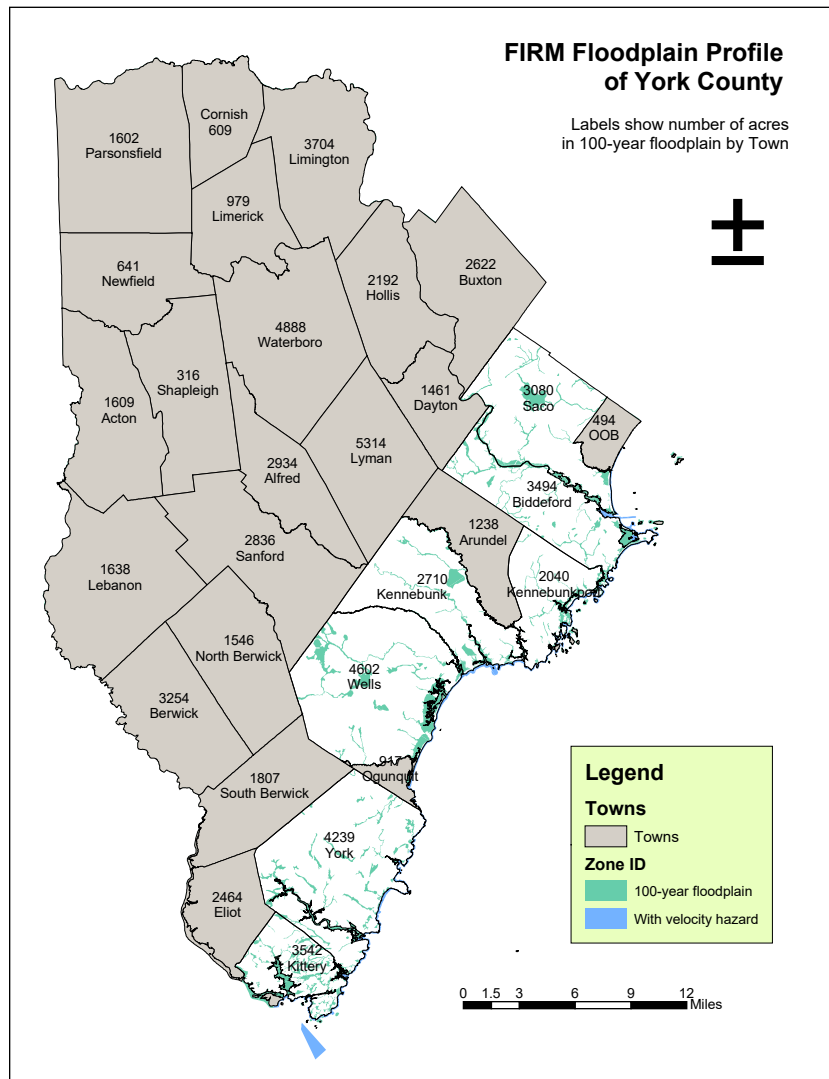 FIRM Floodplain Profile
of York County
Labels show number of acres
in 100-year floodplain by Town
Cornish
609
1602
Parsonsfield
3704
Limington
979
Limerick
641
Newfield
2192
Hollis
2622
Buxton
4888
Waterboro
316
Shapleigh
1609
Acton
1461
Dayton
3080
Saco
494
OOB
5314
Lyman
2934
Alfred
3494
Biddeford
1238
Arundel
2836
Sanford
1638
Lebanon
2710
Kennebunk
2040
Kennebunkport
1546
North Berwick
4602
Wells
3254
Berwick
917
Ogunquit
1807
South Berwick
4239
York
2464
Eliot
3542
Kittery
Legend
Towns
Towns
Zone ID
100-year floodplain
With velocity hazard
0 1.5 3 6 9 12
Miles